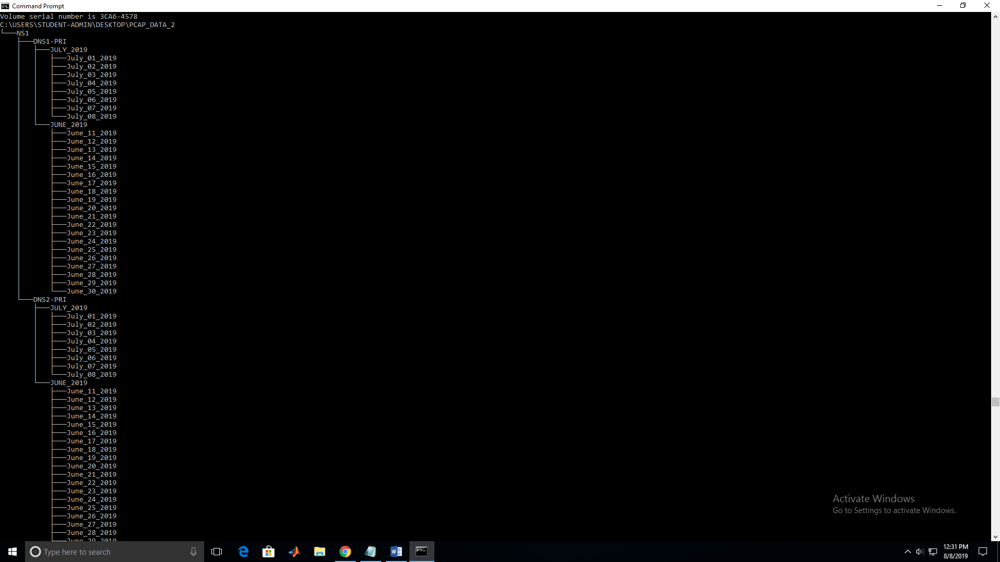 Command Prompt
Volume serial number is 3CA6-4578
C:\USERS\STUDENT-ADMIN\DESKTOP\PCAP_DATA_2
└───NS1
    ├───DNS1-PRI
    │   ├───JULY_2019
    │   │   ├───July_01_2019
    │   │   ├───July_02_2019
    │   │   ├───July_03_2019
    │   │   ├───July_04_2019
    │   │   ├───July_05_2019
    │   │   ├───July_06_2019
    │   │   ├───July_07_2019
    │   │   └───July_08_2019
    │   └───JUNE_2019
    │       ├───June_11_2019
    │       ├───June_12_2019
    │       ├───June_13_2019
    │       ├───June_14_2019
    │       ├───June_15_2019
    │       ├───June_16_2019
    │       ├───June_17_2019
    │       ├───June_18_2019
    │       ├───June_19_2019
    │       ├───June_20_2019
    │       ├───June_21_2019
    │       ├───June_22_2019
    │       ├───June_23_2019
    │       ├───June_24_2019
    │       ├───June_25_2019
    │       ├───June_26_2019
    │       ├───June_27_2019
    │       ├───June_28_2019
    │       ├───June_29_2019
    │       └───June_30_2019
    └───DNS2-PRI
        ├───JULY_2019
        │   ├───July_01_2019
        │   ├───July_02_2019
        │   ├───July_03_2019
        │   ├───July_04_2019
        │   ├───July_05_2019
        │   ├───July_06_2019
        │   ├───July_07_2019
        │   └───July_08_2019
        └───JUNE_2019
            ├───June_11_2019
            ├───June_12_2019
            ├───June_13_2019
            ├───June_14_2019
            ├───June_15_2019
            ├───June_16_2019
            ├───June_17_2019
            ├───June_18_2019
            ├───June_19_2019
            ├───June_20_2019
            ├───June_21_2019
            ├───June_22_2019
            ├───June_23_2019
            ├───June_24_2019
            ├───June_25_2019
            ├───June_26_2019
            ├───June_27_2019
            ├───June_28_2019
            ├───June_29_2019
Activate Windows
Go to Settings to activate Windows.
Type here to search
12:31 PM
8/8/2019